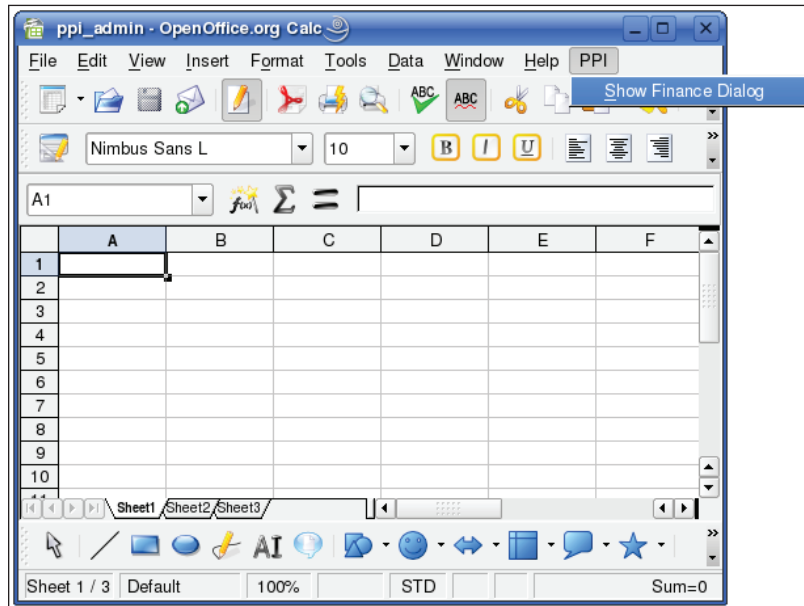 ppi_admin - OpenOffice.org Calc
File Edit View Insert Format Tools Data Window Help PPI
Show Finance Dialog
ABC ABC
Nimbus Sans L 10 B I U
A1 f(x) Σ =
A B C D E F
1
2
3
4
5
6
7
8
9
10
Sheet1 Sheet2 Sheet3
AI
Sheet 1 / 3 Default 100% STD Sum=0